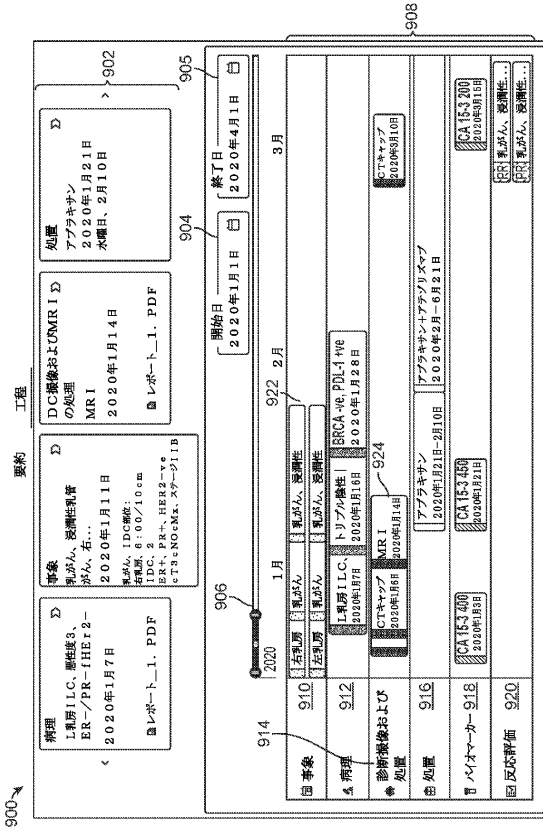 900
要約 工程
902
<
病理
L乳房ILC、悪性度3、
ER-/PR-fHEr2-
2020年1月7日
レポート_1. PDF
事象
乳がん、浸潤性乳管
がん、右...
2020年1月11日
乳がん、IDC部位:
右乳房、6:00/10cm
IDC、2
ER+、PR+、HER2-ve
cT3cN0cMx、ステージIIB
DC撮像およびMRI
の処理
MRI
2020年1月14日
レポート_1. PDF
処置
アブラキサン
2020年1月21日
水曜日、2月10日
>
904
開始日
2020年1月1日
905
終了日
2020年4月1日
906
2020
1月
2月
3月
908
事象 910
右乳房
乳がん
乳がん、浸潤性
左乳房
乳がん
乳がん、浸潤性
922
病理 912
L乳房ILC、
2020年1月7日
トリプル陰性 |
2020年1月16日
BRCA -ve, PDL-1 +ve
2020年1月28日
914
診断撮像および
処置
CTキャップ
2020年1月6日
MRI
2020年1月14日
924
CTキャップ
2020年3月10日
処置 916
アブラキサン
2020年1月21日-2月10日
アブラキサン+アテゾリズマブ
2020年2月-6月21日
バイオマーカー 918
CA 15-3 400
2020年1月3日
CA 15-3 450
2020年1月21日
CA 15-3 200
2020年3月15日
反応評価 920
PR 乳がん、浸潤性...
PR 乳がん、浸潤性...